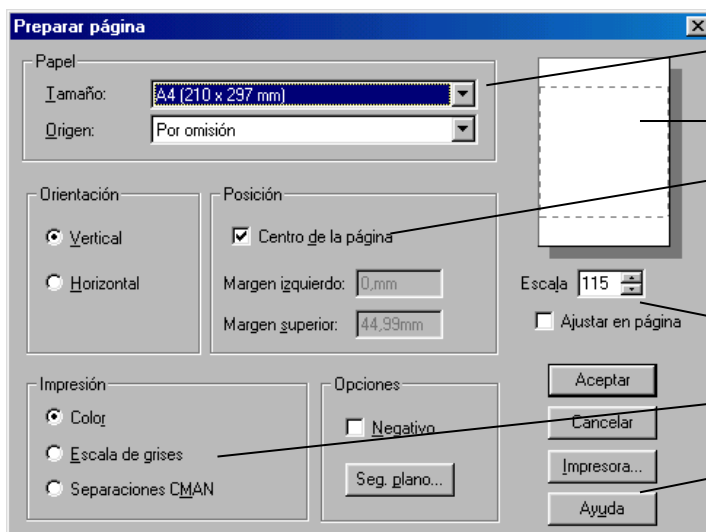 Preparar página
Papel
Tamaño: A4 (210 x 297 mm)
Origen: Por omisión
Orientación
Vertical
Horizontal
Posición
Centro de la página
Margen izquierdo: 0,mm
Margen superior: 44,99mm
Escala 115
Ajustar en página
Impresión
Color
Escala de grises
Separaciones CMAN
Opciones
Negativo
Seg. plano...
Aceptar
Cancelar
Impresora...
Ayuda